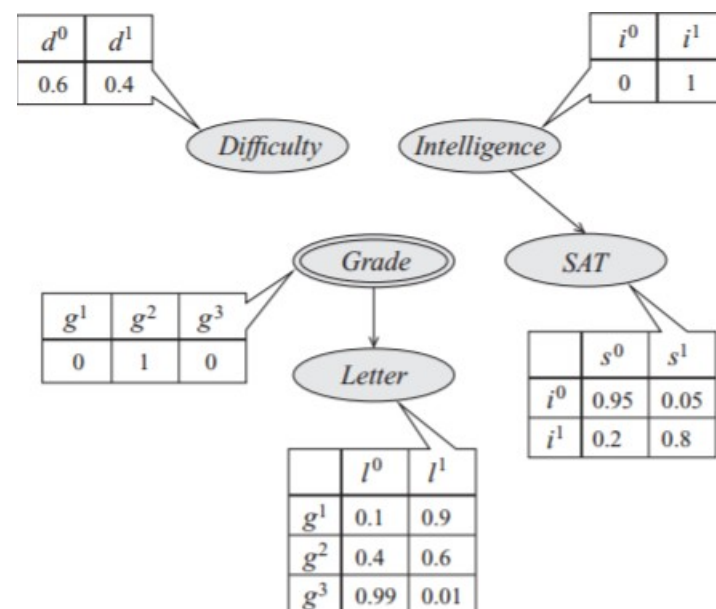 d⁰ d¹
0.6 0.4
i⁰ i¹
0 1
Difficulty
Intelligence
Grade
SAT
g¹ g² g³
0 1 0
Letter
s⁰ s¹
i⁰ 0.95 0.05
i¹ 0.2 0.8
l⁰ l¹
g¹ 0.1 0.9
g² 0.4 0.6
g³ 0.99 0.01